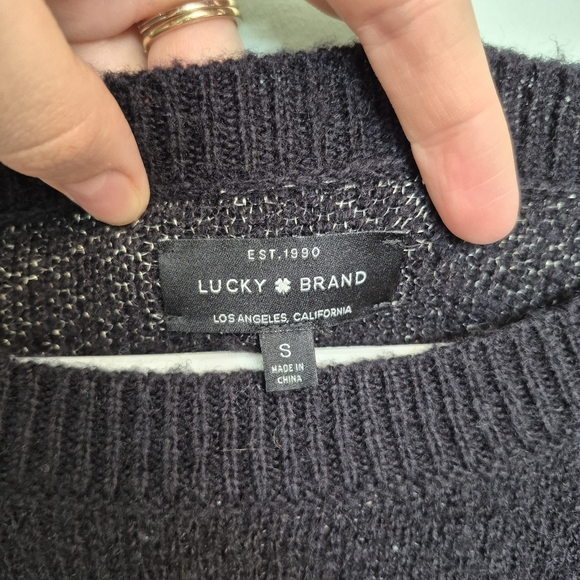 EST. 1990
LUCKY BRAND
LOS ANGELES, CALIFORNIA
S
MADE IN
CHINA